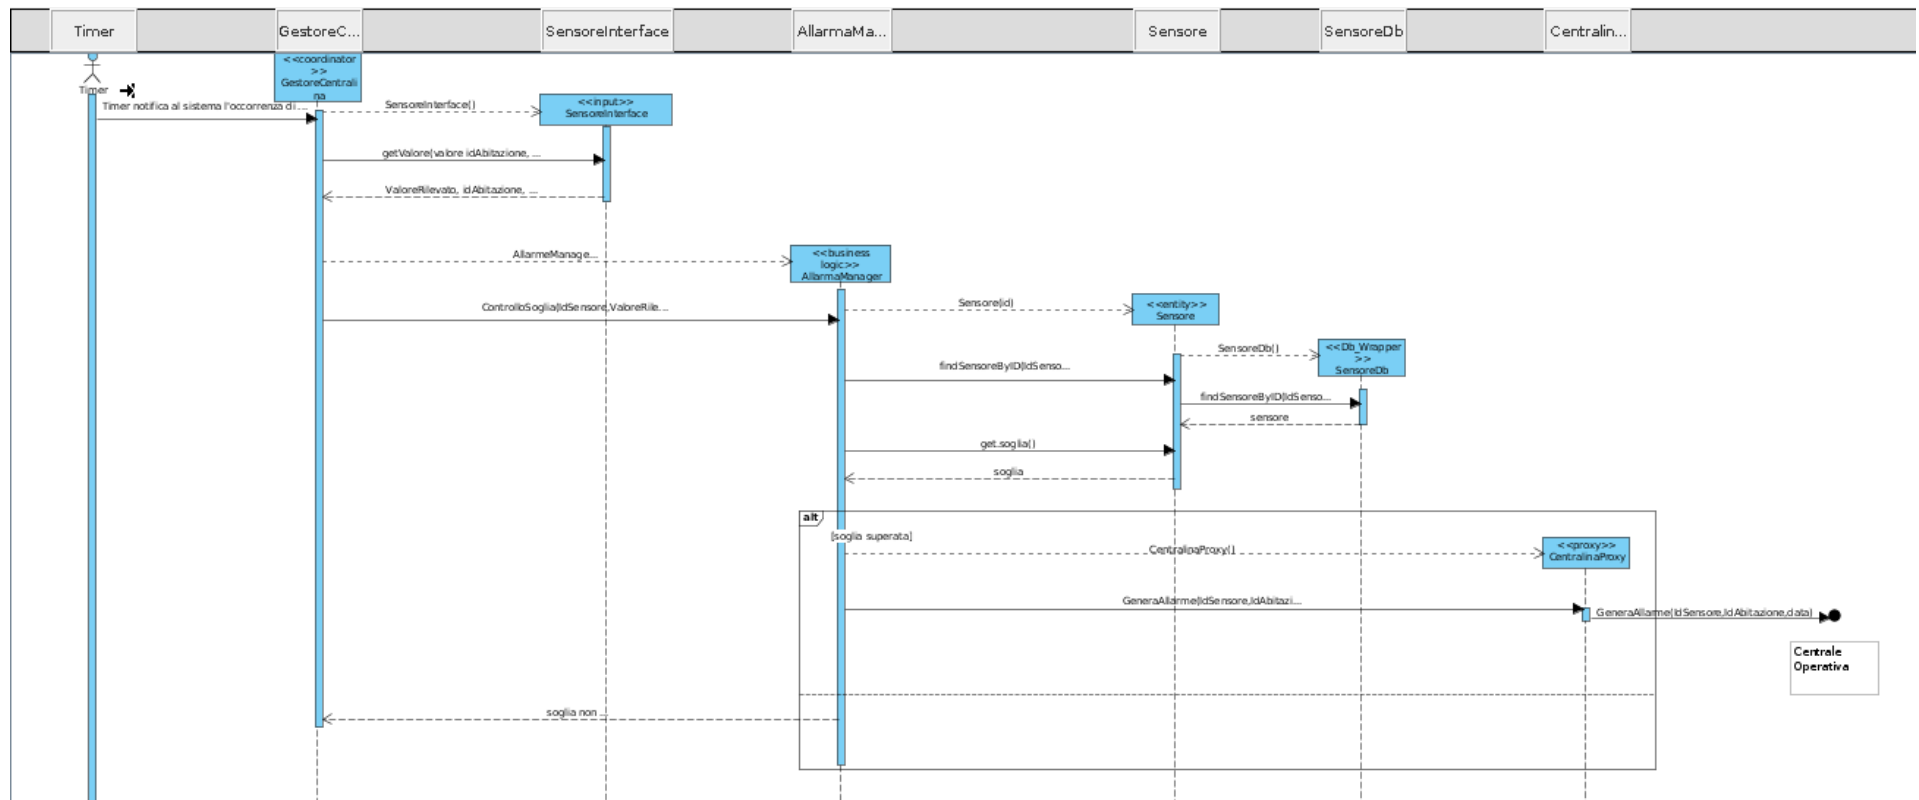 Timer
GestoreC...
SensoreInterface
AllarmaMa...
Sensore
SensoreDb
Centralin...
<<coordinator
>>
GestoreCentrali
na
Timer
Timer notifica al sistema l'occorrenza di ...
SensoreInterface()
<<input>>
SensoreInterface
getValore(valore idAbitazione, ...
ValoreRilevato, idAbitazione, ...
AllarmeManage...
<<business
logic>>
AllarmaManager
ControlloSoglia(IdSensore,ValoreRile...
Sensore(id)
<<entity>>
Sensore
SensoreDb()
<<Db_Wrapper
>>
SensoreDb
findSensoreByID(IdSenso...
findSensoreByID(IdSenso...
sensore
get.soglia()
soglia
alt
[soglia superata]
CentralinaProxy()
<<proxy>>
CentralinaProxy
GeneraAllarme(IdSensore,IdAbitazi...
GeneraAllarme(IdSensore,IdAbitazione,data)
Centrale
Operativa
soglia non ...